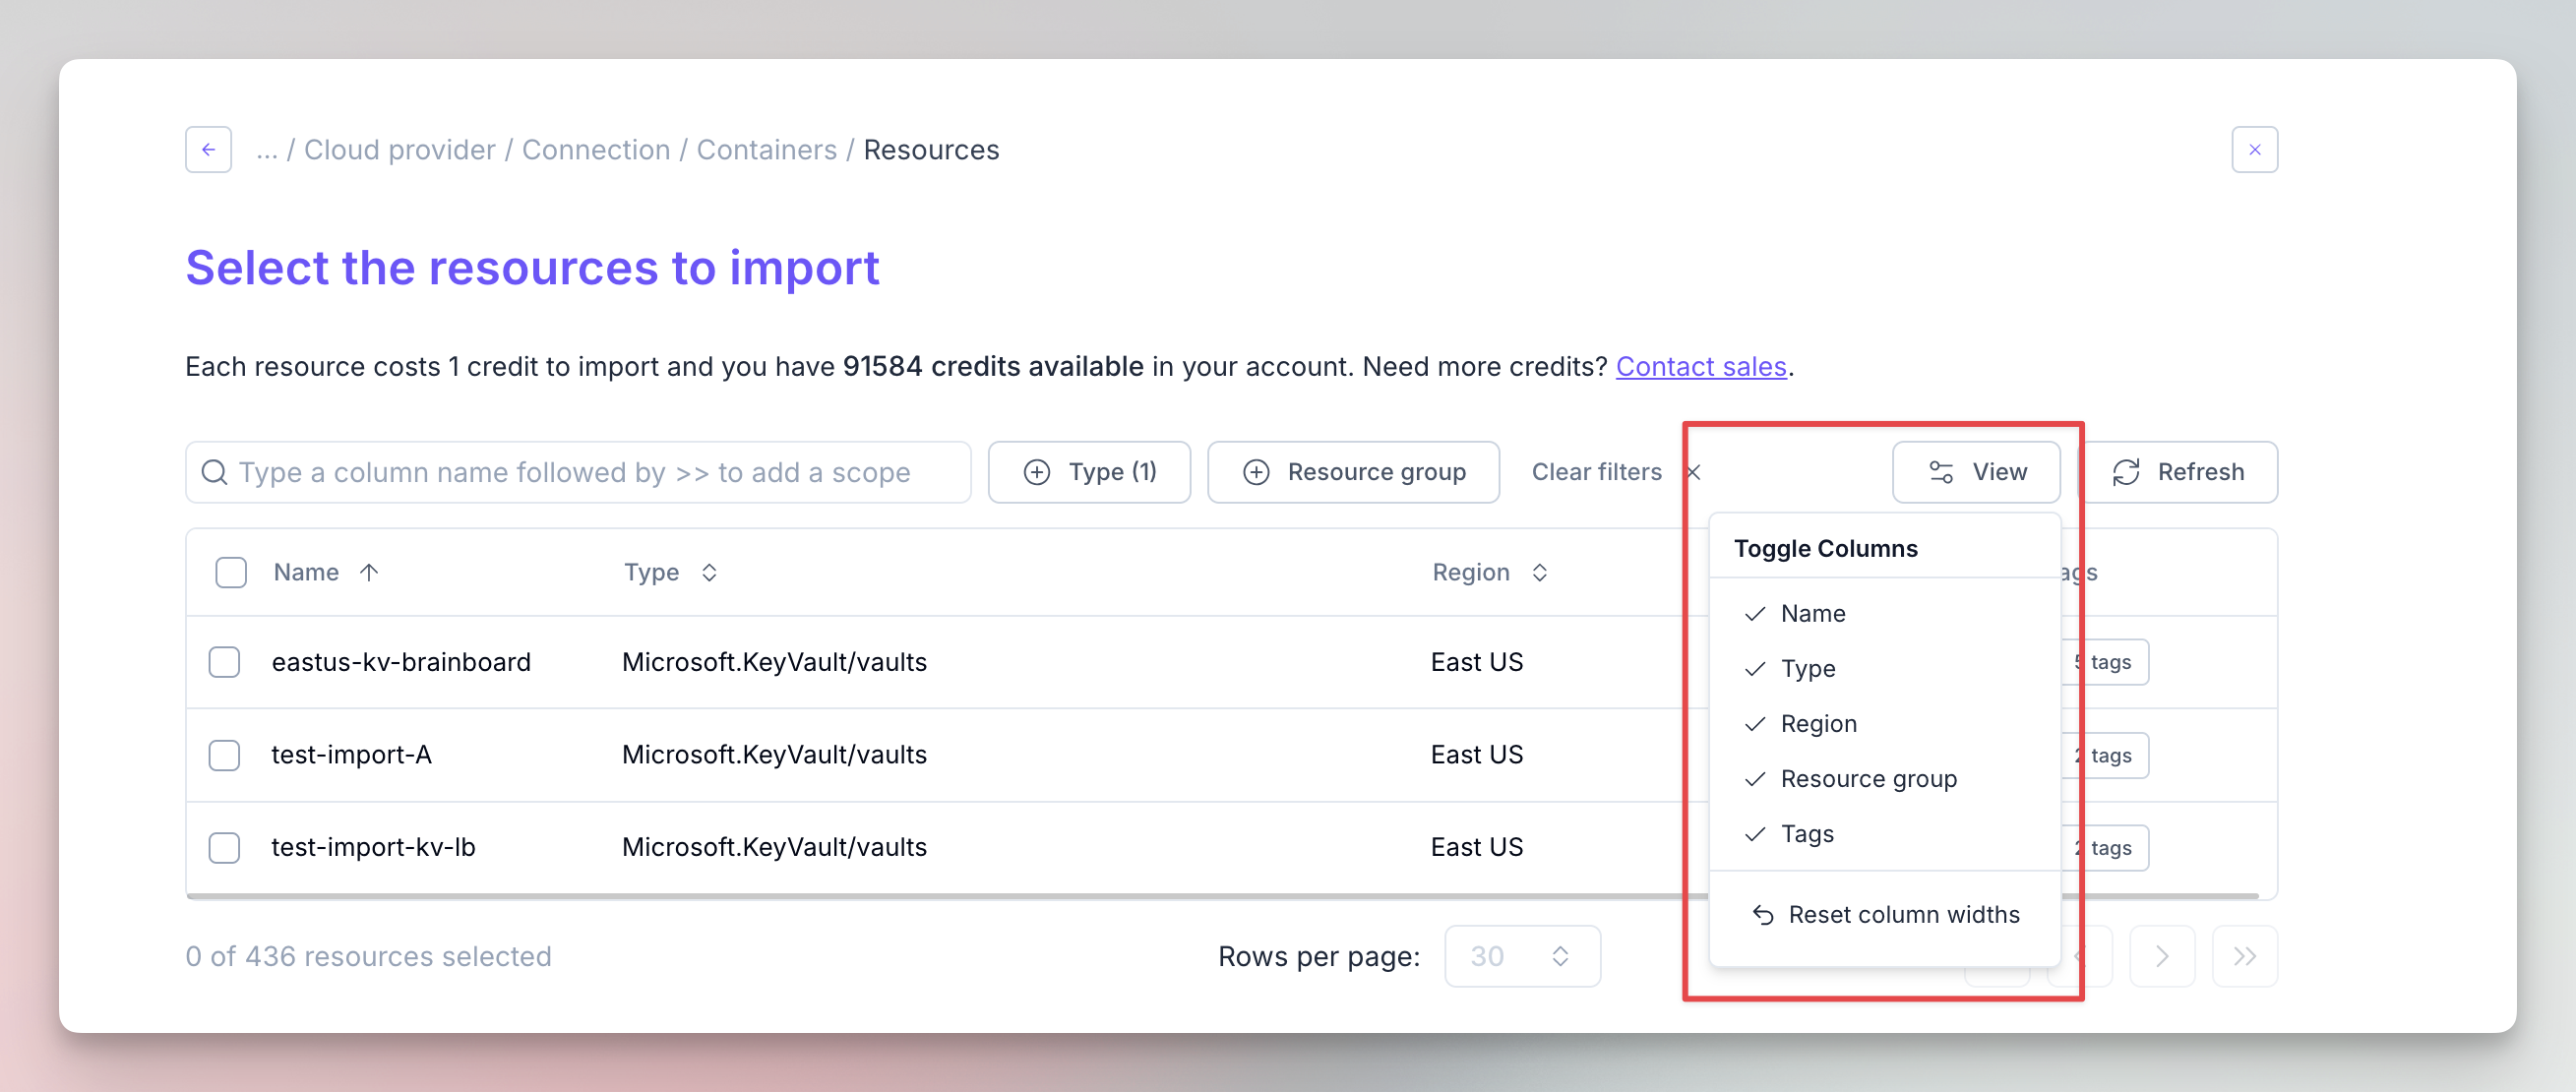 ... / Cloud provider / Connection / Containers / Resources
Select the resources to import
Each resource costs 1 credit to import and you have 91584 credits available in your account. Need more credits? Contact sales.
Type a column name followed by >> to add a scope
Type (1)
Resource group
Clear filters
View
Refresh
Name
Type
Region
ags
eastus-kv-brainboard
Microsoft.KeyVault/vaults
East US
5 tags
test-import-A
Microsoft.KeyVault/vaults
East US
2 tags
test-import-kv-lb
Microsoft.KeyVault/vaults
East US
2 tags
Toggle Columns
Name
Type
Region
Resource group
Tags
Reset column widths
0 of 436 resources selected
Rows per page:
30